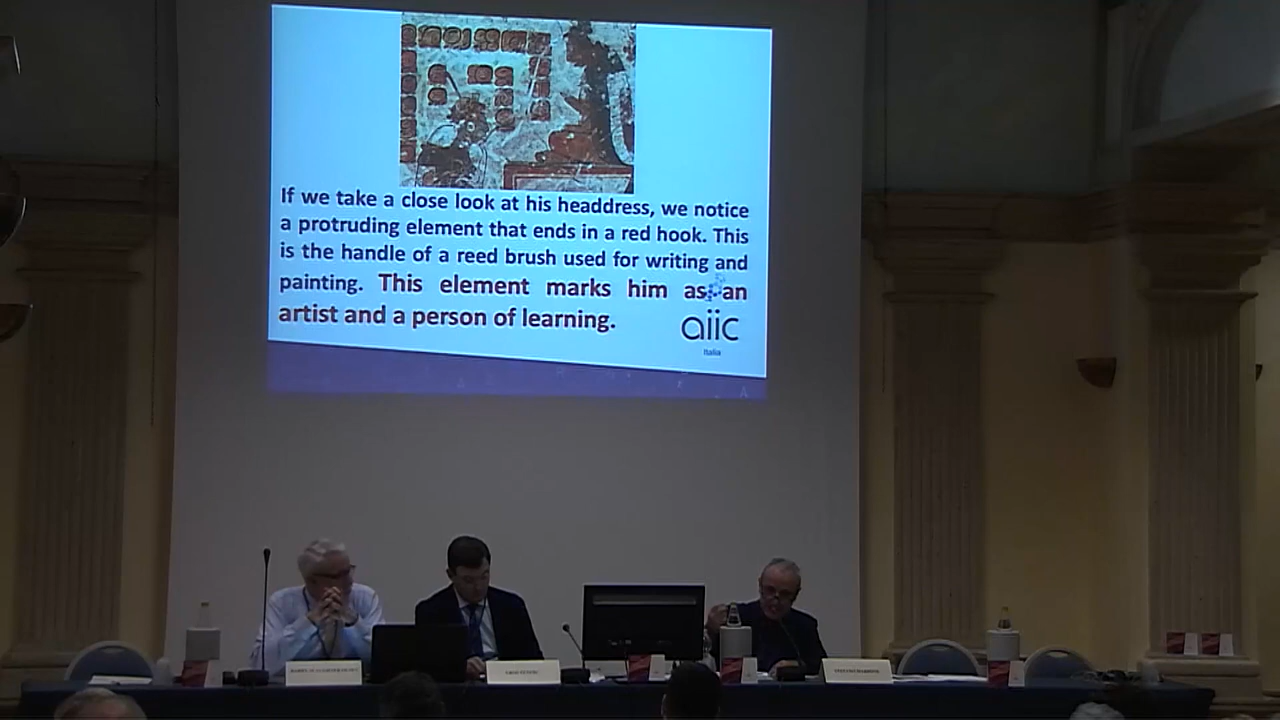 If we take a close look at his headdress, we notice
a protruding element that ends in a red hook. This
is the handle of a reed brush used for writing and
painting. This element marks him as an
artist and a person of learning.
aiic
Italia